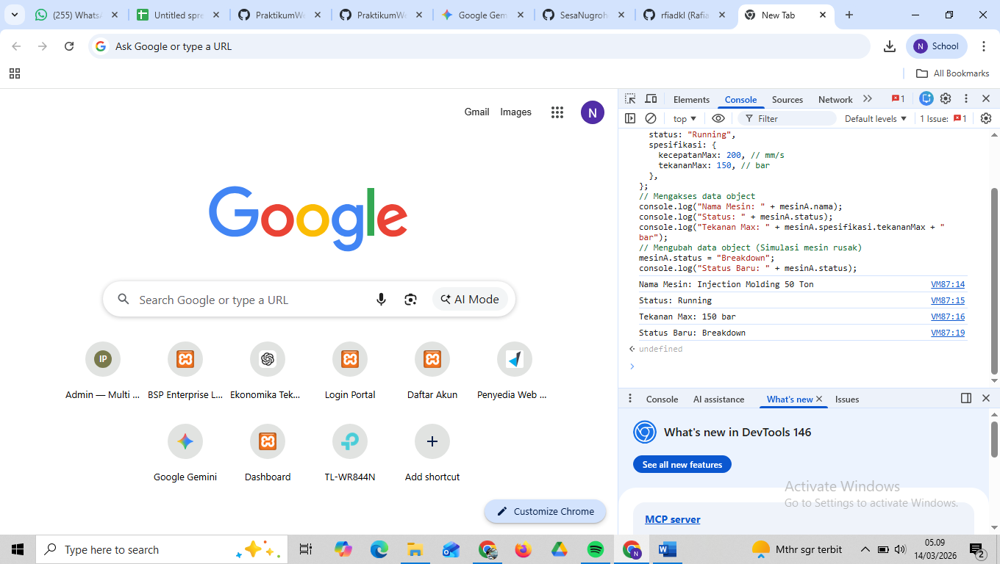 (255) Whats
Untitled spre
PraktikumWe
PraktikumWe
Google Gem
SesaNugroh
rfiadkl (Rafia
New Tab
Ask Google or type a URL
N
School
All Bookmarks
Gmail
Images
N
Google
Search Google or type a URL
AI Mode
IP
Admin — Multi ...
BSP Enterprise L...
Ekonomika Tek...
Login Portal
Daftar Akun
Penyedia Web ...
Google Gemini
Dashboard
TL-WR844N
Add shortcut
Customize Chrome
Elements
Console
Sources
Network
1
top
Filter
Default levels
1 Issue:
1
status: "Running",
spesifikasi: {
kecepatanMax: 200, // mm/s
tekananMax: 150, // bar
},
};
// Mengakses data object
console.log("Nama Mesin: " + mesinA.nama);
console.log("Status: " + mesinA.status);
console.log("Tekanan Max: " + mesinA.spesifikasi.tekananMax + "
bar");
// Mengubah data object (Simulasi mesin rusak)
mesinA.status = "Breakdown";
console.log("Status Baru: " + mesinA.status);
Nama Mesin: Injection Molding 50 Ton VM87:14
Status: Running VM87:15
Tekanan Max: 150 bar VM87:16
Status Baru: Breakdown VM87:19
undefined
Console
AI assistance
What's new
Issues
What's new in DevTools 146
See all new features
MCP server
Activate Windows
Go to Settings to activate Windows.
Type here to search
N
Mthr sgr terbit
05.09
14/03/2026
2